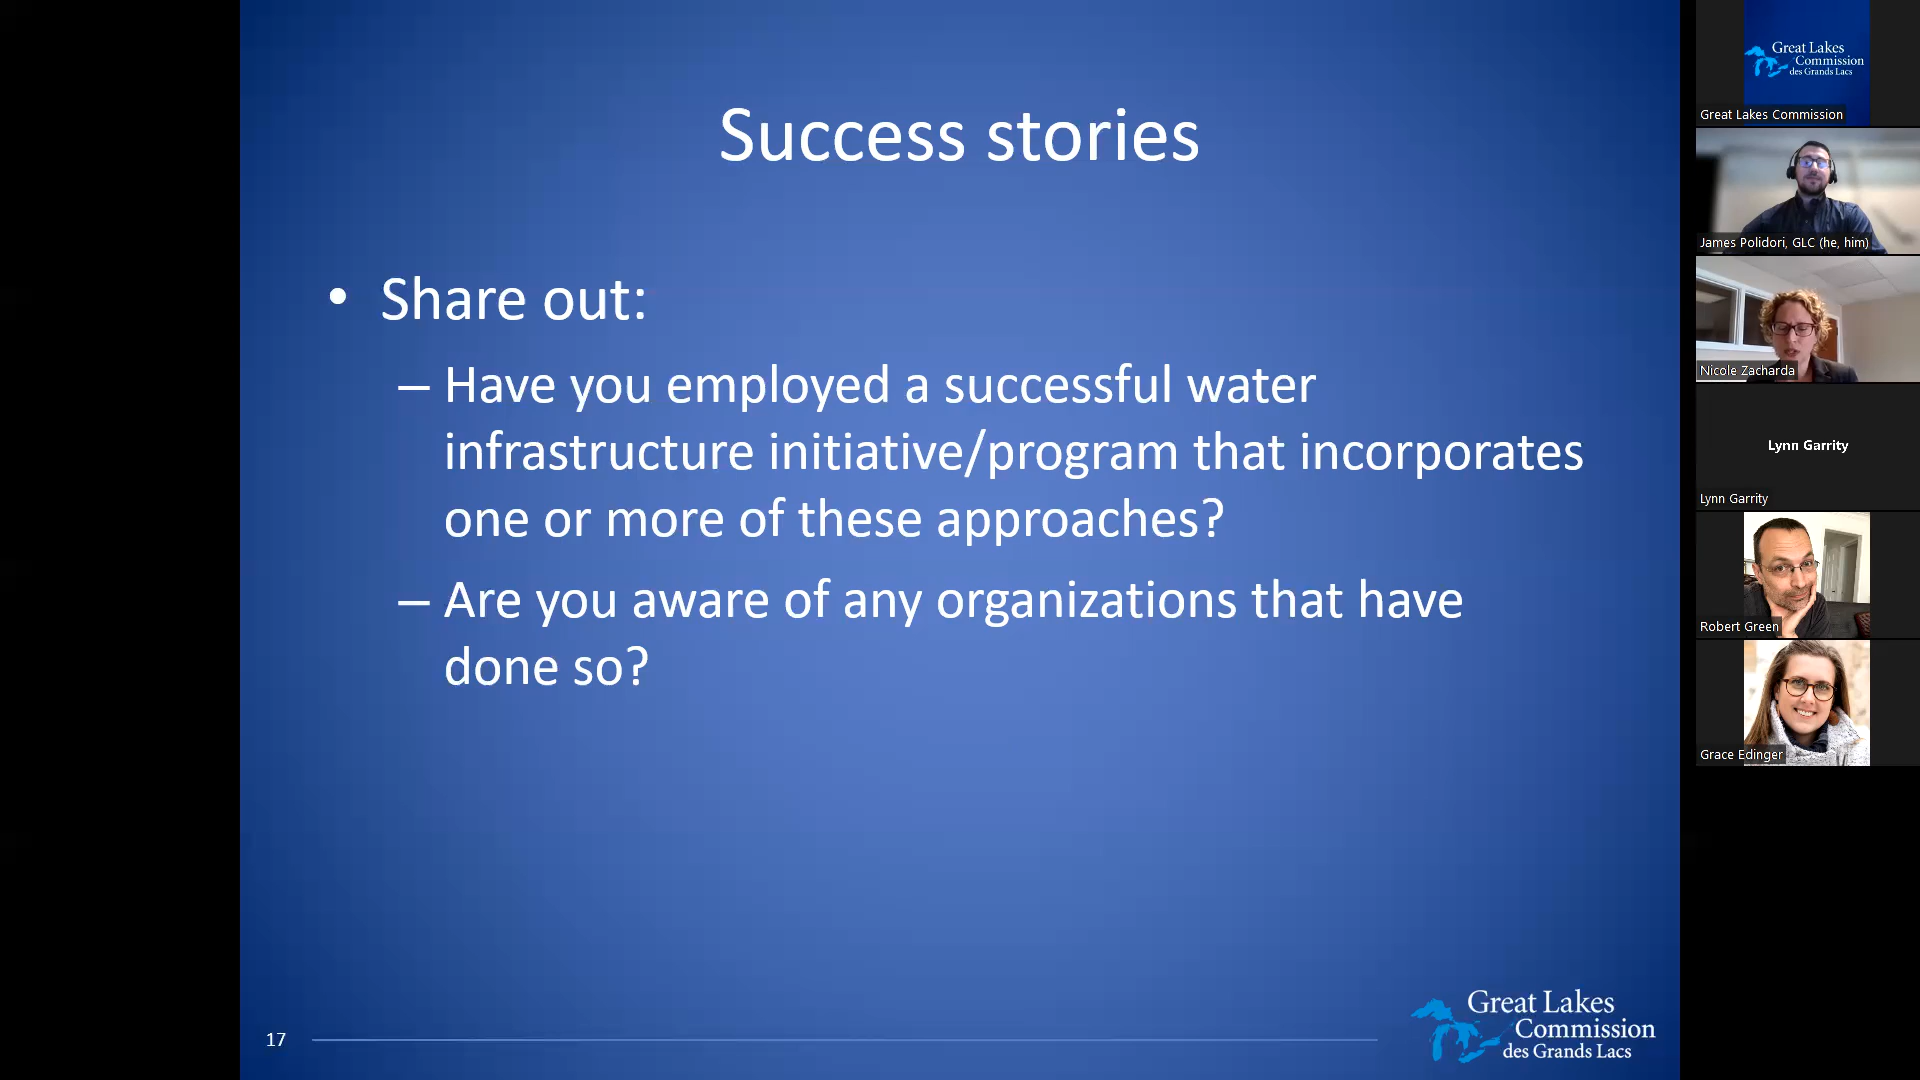 Success stories
• Share out:
– Have you employed a successful water
infrastructure initiative/program that incorporates
one or more of these approaches?
– Are you aware of any organizations that have
done so?
17
Great Lakes
Commission
des Grands Lacs
Great Lakes
Commission
des Grands Lacs
Great Lakes Commission
James Polidori, GLC (he, him)
Nicole Zacharda
Lynn Garrity
Lynn Garrity
Robert Green
Grace Edinger